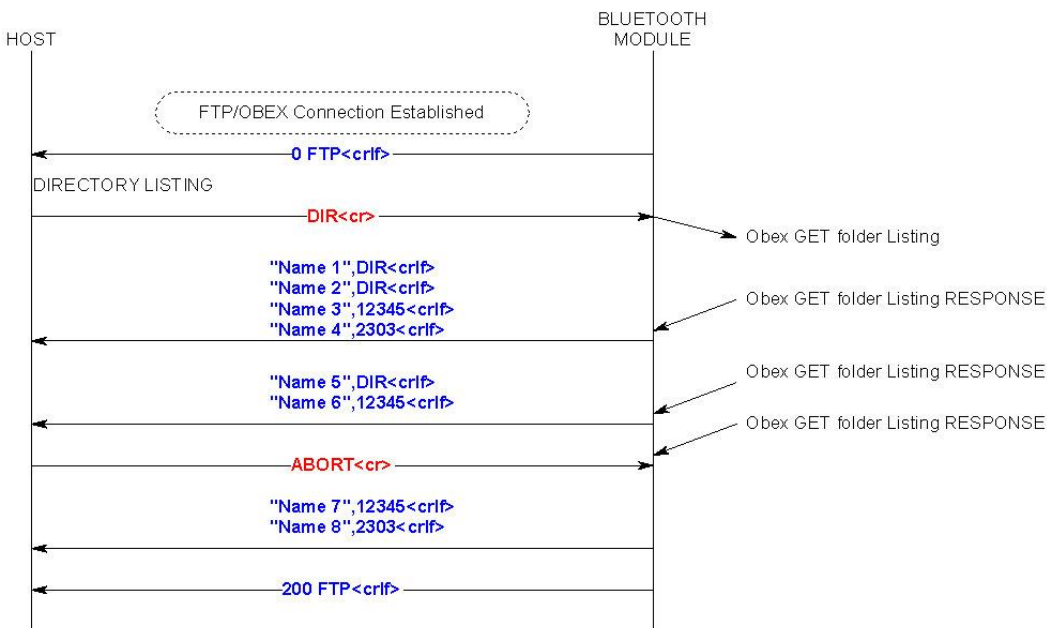 BLUETOOTH
HOST
MODULE
FTP/OBEX Connection Established
0 FTP<crlf>
DIRECTORY LISTING
DIR<cr>
Obex GET folder Listing
"Name 1",DIR<crlf>
"Name 2",DIR<crlf>
"Name 3",12345<crlf>
"Name 4",2303<crlf>
Obex GET folder Listing RESPONSE
"Name 5",DIR<crlf>
"Name 6",12345<crlf>
Obex GET folder Listing RESPONSE
Obex GET folder Listing RESPONSE
ABORT<cr>
"Name 7",12345<crlf>
"Name 8",2303<crlf>
200 FTP<crlf>